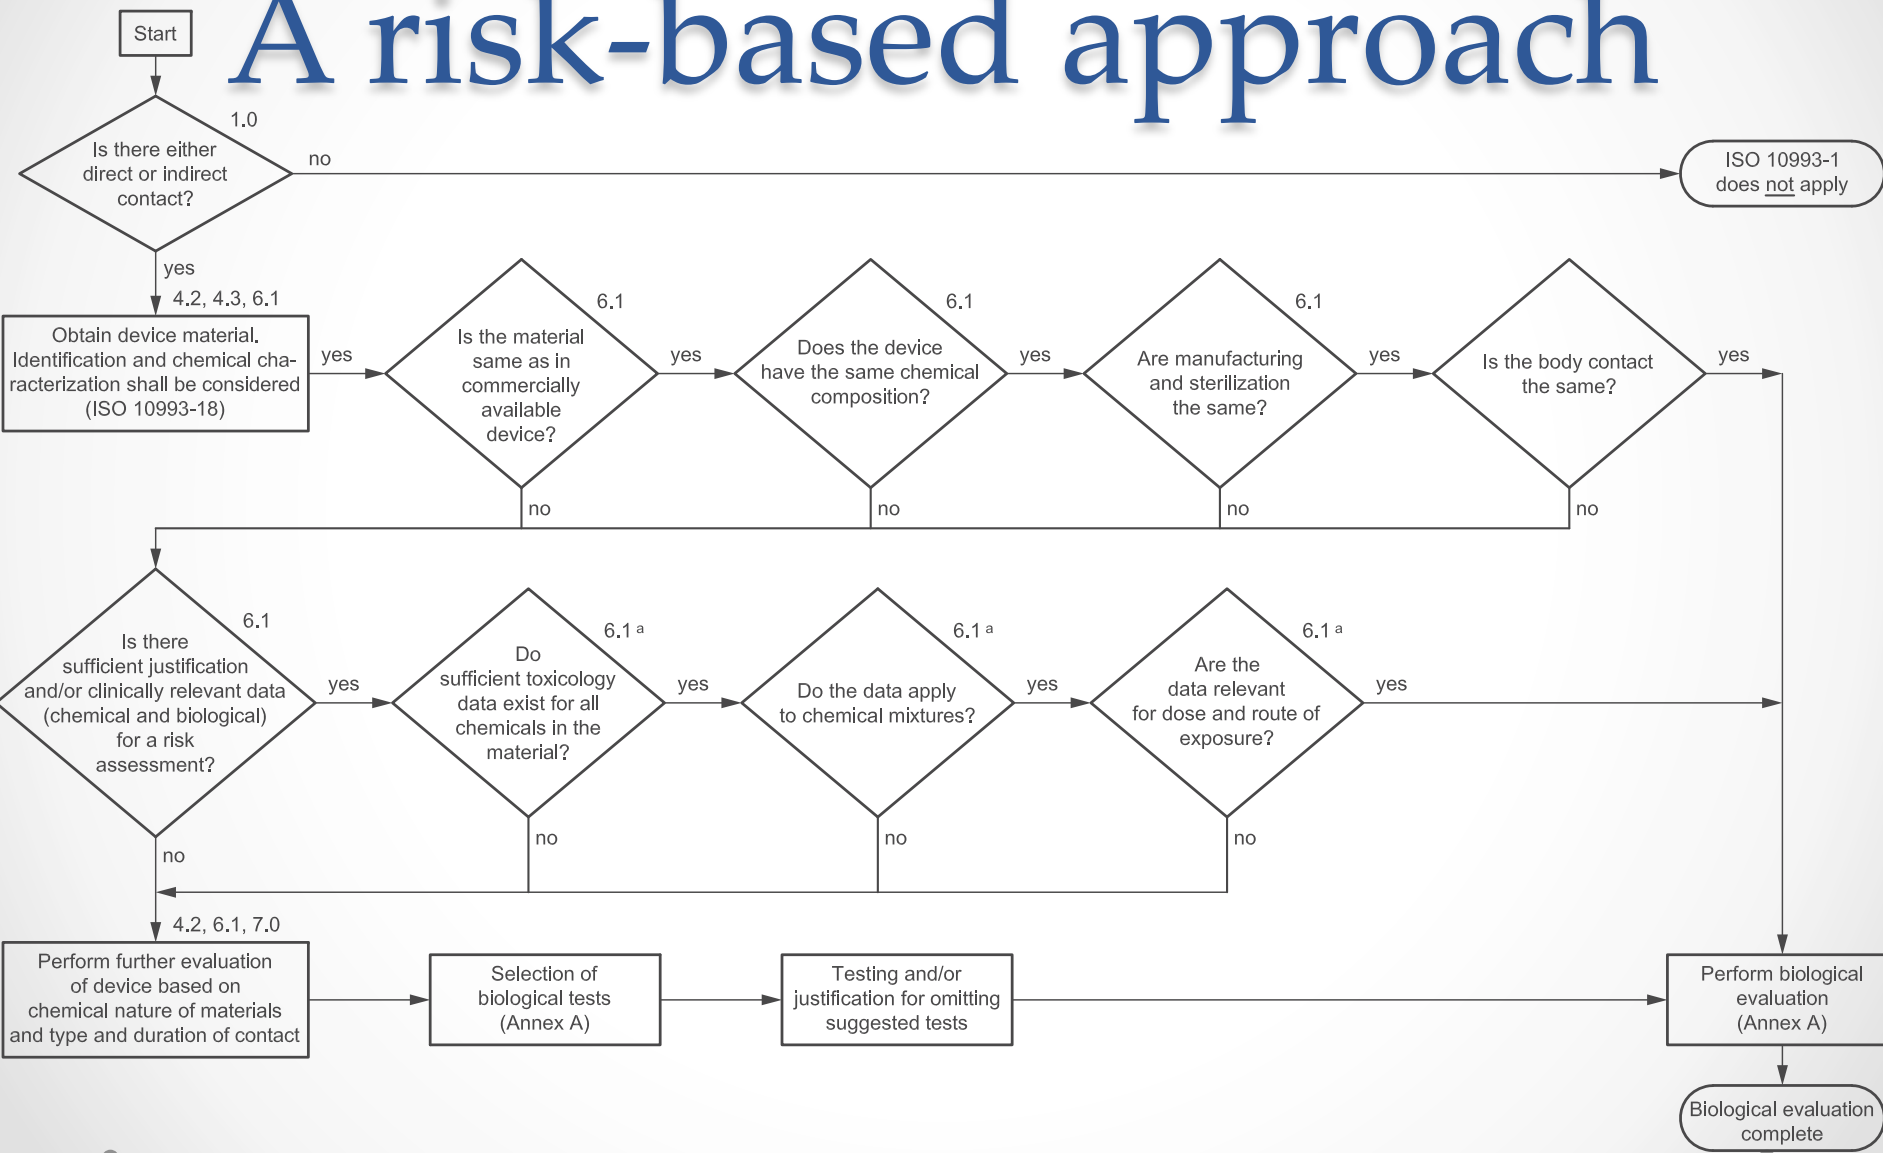 A risk-based approach
Start
1.0
Is there either
direct or indirect
contact?
no
ISO 10993-1
does not apply
yes
4.2, 4.3, 6.1
Obtain device material.
Identification and chemical cha-
racterization shall be considered
(ISO 10993-18)
yes
6.1
Is the material
same as in
commercially
available
device?
yes
no
6.1
Does the device
have the same chemical
composition?
yes
no
6.1
Are manufacturing
and sterilization
the same?
yes
no
Is the body contact
the same?
yes
no
6.1
Is there
sufficient justification
and/or clinically relevant data
(chemical and biological)
for a risk
assessment?
yes
no
6.1 a
Do
sufficient toxicology
data exist for all
chemicals in the
material?
yes
no
6.1 a
Do the data apply
to chemical mixtures?
yes
no
6.1 a
Are the
data relevant
for dose and route of
exposure?
yes
no
4.2, 6.1, 7.0
Perform further evaluation
of device based on
chemical nature of materials
and type and duration of contact
Selection of
biological tests
(Annex A)
Testing and/or
justification for omitting
suggested tests
Perform biological
evaluation
(Annex A)
Biological evaluation
complete